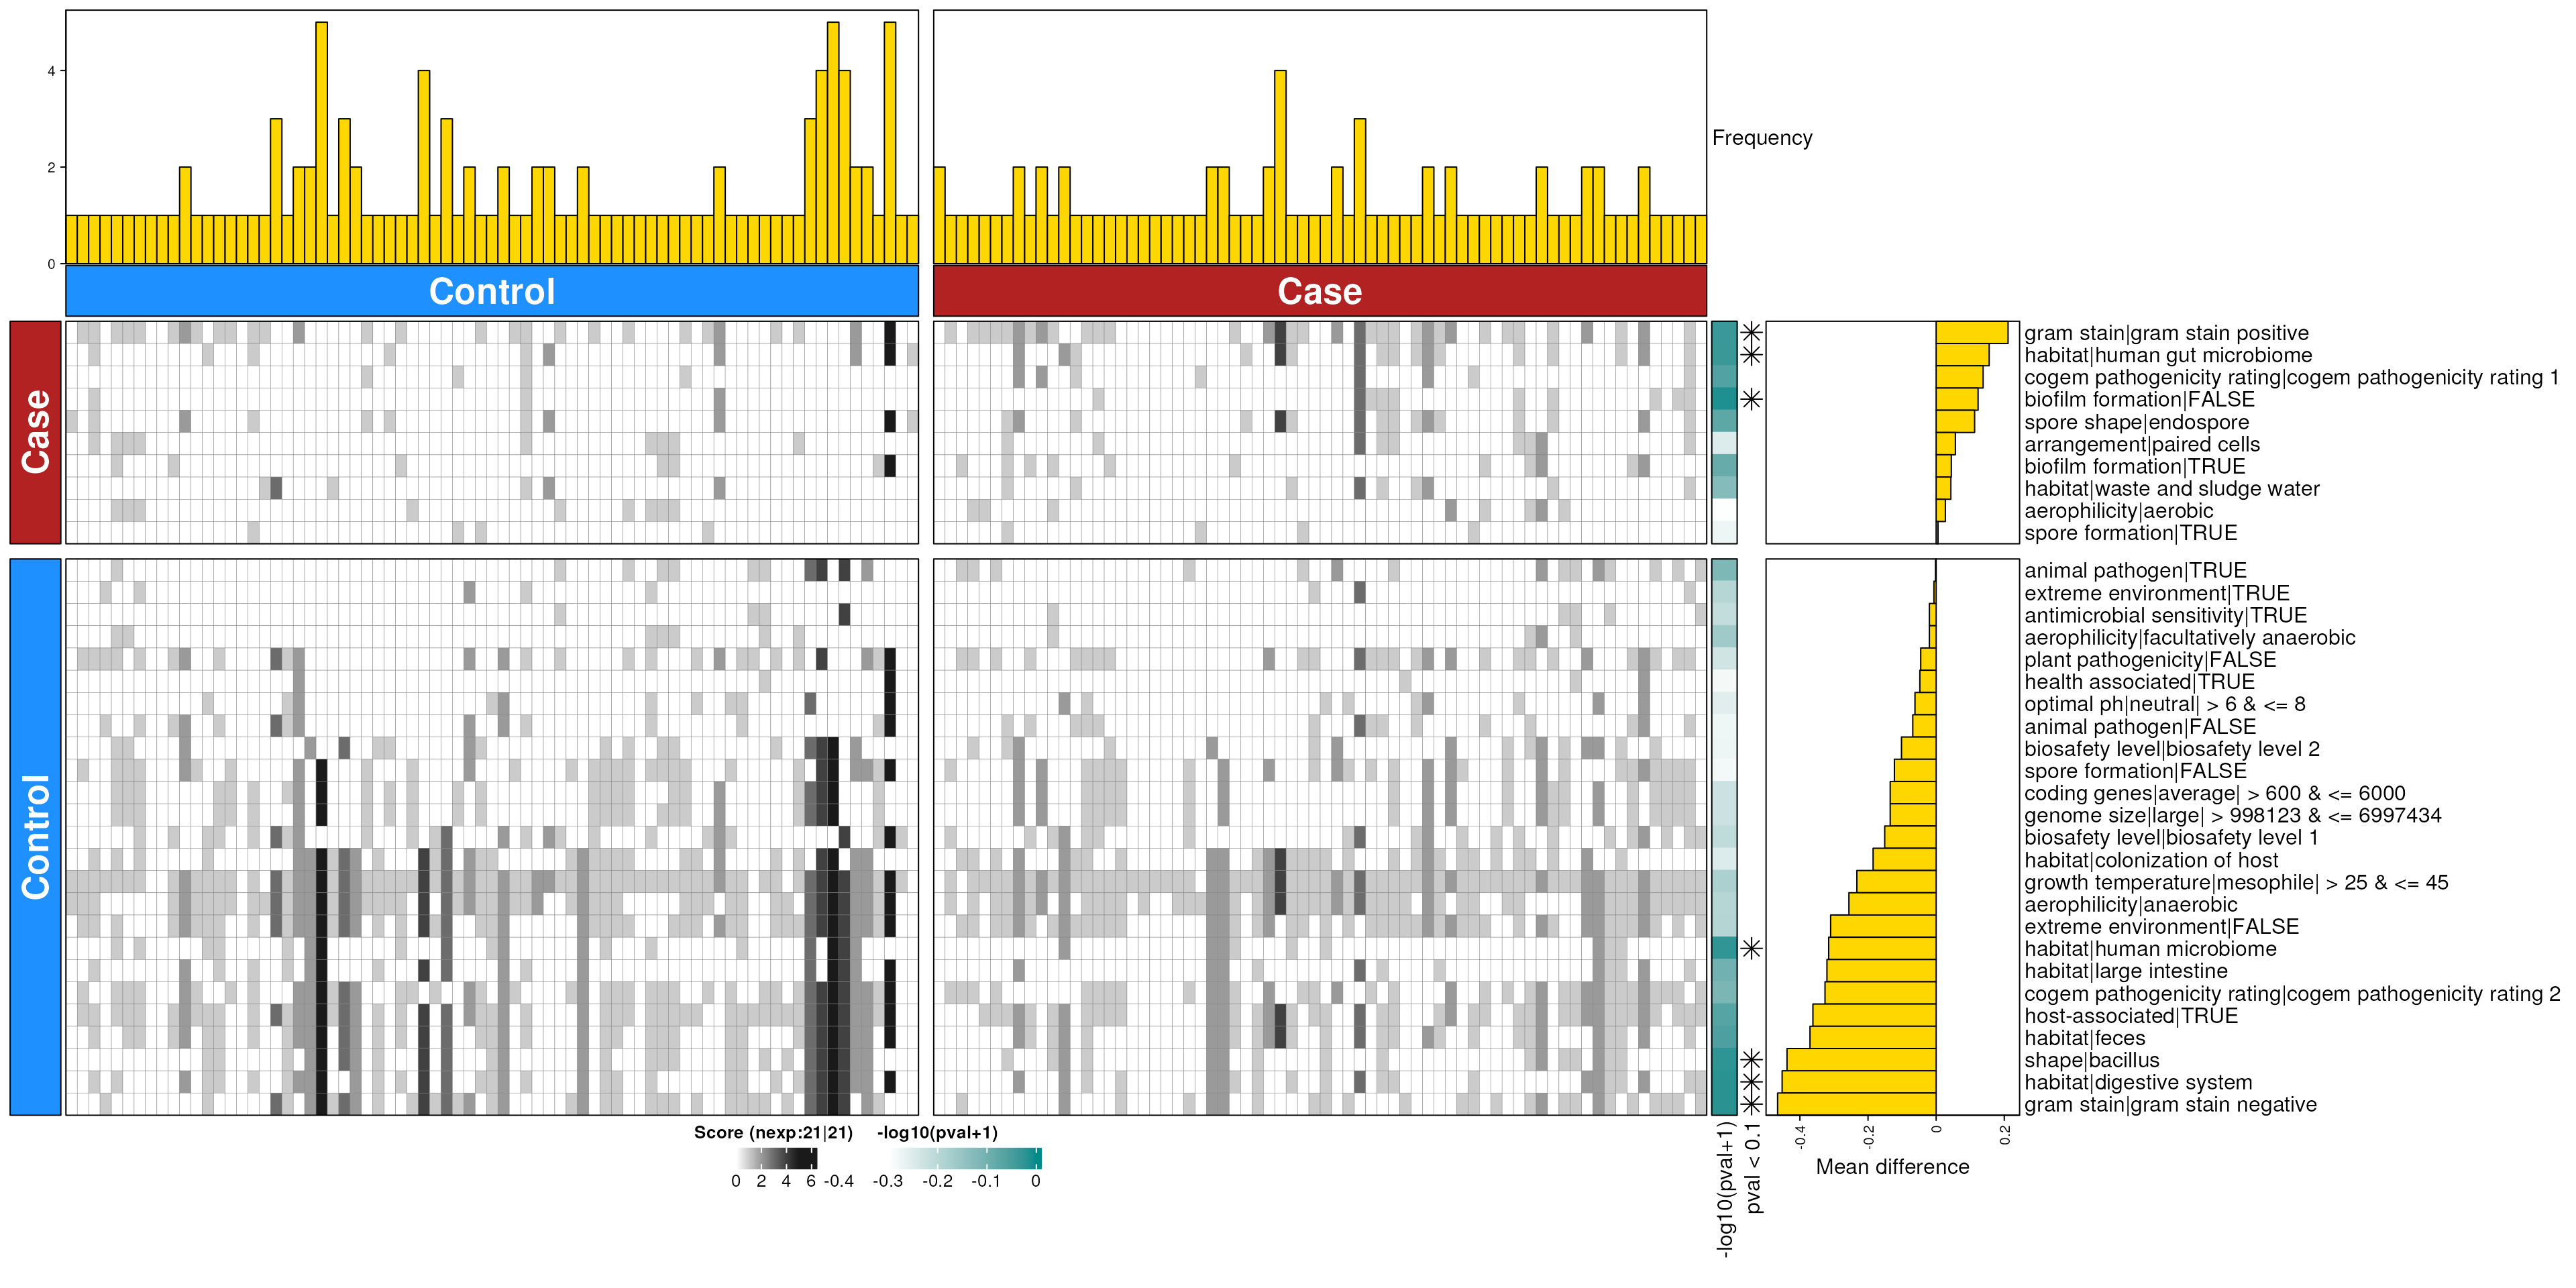 4
2
0
Frequency
Control
Case
Case
gram stain|gram stain positive
habitat|human gut microbiome
cogem pathogenicity rating|cogem pathogenicity rating 1
biofilm formation|FALSE
spore shape|endospore
arrangement|paired cells
biofilm formation|TRUE
habitat|waste and sludge water
aerophilicity|aerobic
spore formation|TRUE
Control
animal pathogen|TRUE
extreme environment|TRUE
antimicrobial sensitivity|TRUE
aerophilicity|facultatively anaerobic
plant pathogenicity|FALSE
health associated|TRUE
optimal ph|neutral| > 6 & <= 8
animal pathogen|FALSE
biosafety level|biosafety level 2
spore formation|FALSE
coding genes|average| > 600 & <= 6000
genome size|large| > 998123 & <= 6997434
biosafety level|biosafety level 1
habitat|colonization of host
growth temperature|mesophile| > 25 & <= 45
aerophilicity|anaerobic
extreme environment|FALSE
habitat|human microbiome
habitat|large intestine
cogem pathogenicity rating|cogem pathogenicity rating 2
host-associated|TRUE
habitat|feces
shape|bacillus
habitat|digestive system
gram stain|gram stain negative
-log10(pval+1)
pval < 0.1
-0.4 -0.2 0 0.2
Mean difference
Score (nexp:21|21)
0 2 4 6
-log10(pval+1)
-0.4 -0.3 -0.2 -0.1 0